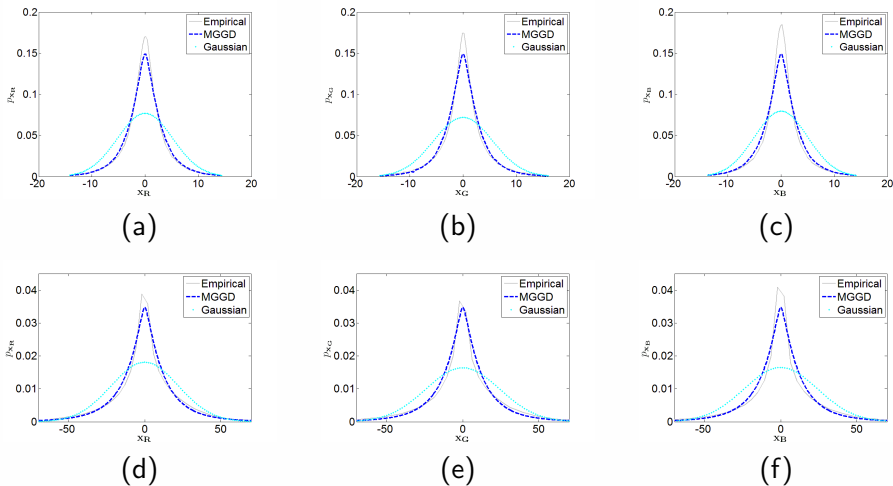 0.2
0.15
0.1
0.05
0
p_{x_R}
Empirical
MGGD
Gaussian
-20 -10 0 10 20
x_R
(a)
0.2
0.15
0.1
0.05
0
p_{x_G}
Empirical
MGGD
Gaussian
-20 -10 0 10 20
x_G
(b)
0.2
0.15
0.1
0.05
0
p_{x_B}
Empirical
MGGD
Gaussian
-20 -10 0 10 20
x_B
(c)
0.04
0.03
0.02
0.01
0
p_{x_R}
Empirical
MGGD
Gaussian
-50 0 50
x_R
(d)
0.04
0.03
0.02
0.01
0
p_{x_G}
Empirical
MGGD
Gaussian
-50 0 50
x_G
(e)
0.04
0.03
0.02
0.01
0
p_{x_B}
Empirical
MGGD
Gaussian
-50 0 50
x_B
(f)